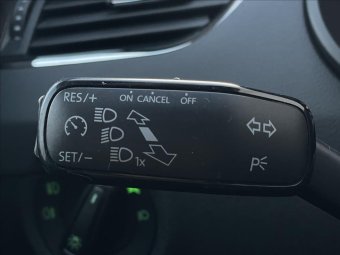 RES/+ ON CANCEL OFF
SET/- 1x
P